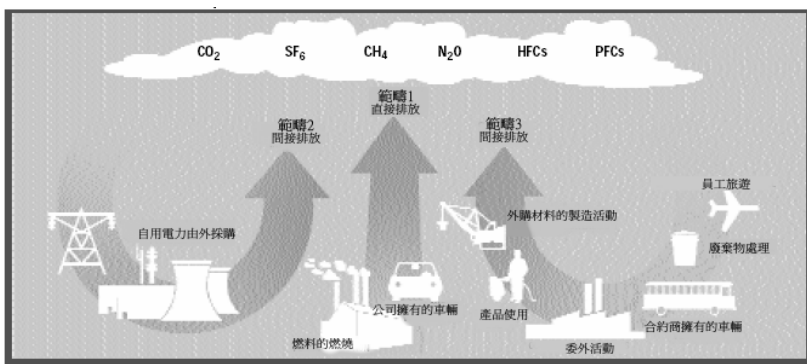 CO₂ SF₆ CH₄ N₂O HFCs PFCs
範疇1
直接排放
範疇2
間接排放
範疇3
間接排放
員工旅遊
外購材料的製造活動
自用電力由外採購
廢棄物處理
公司擁有的車輛
產品使用
合約商擁有的車輛
燃料的燃燒
委外活動